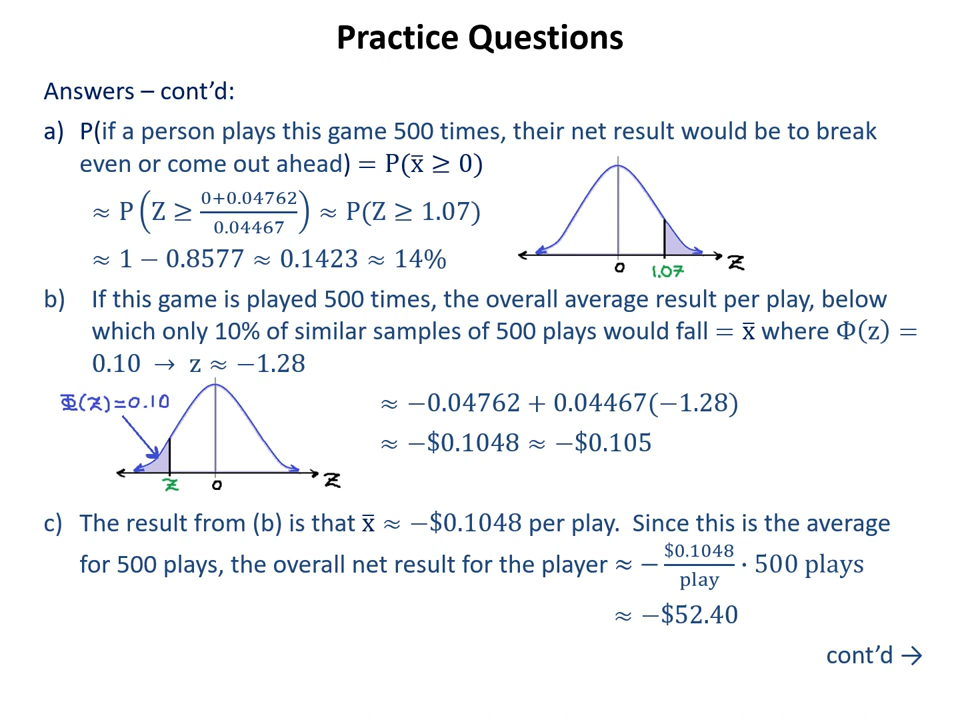 Practice Questions
Answers – cont’d:
a) P(if a person plays this game 500 times, their net result would be to break
even or come out ahead) = P(x̅ ≥ 0)
≈ P(Z ≥ (0+0.04762)/0.04467) ≈ P(Z ≥ 1.07)
≈ 1 − 0.8577 ≈ 0.1423 ≈ 14%
0 1.07 Z
b) If this game is played 500 times, the overall average result per play, below
which only 10% of similar samples of 500 plays would fall = x̅ where Φ(z) =
0.10 → z ≈ −1.28
Φ(z)=0.10
z 0 Z
≈ −0.04762 + 0.04467(−1.28)
≈ −$0.1048 ≈ −$0.105
c) The result from (b) is that x̅ ≈ −$0.1048 per play. Since this is the average
for 500 plays, the overall net result for the player ≈ − $0.1048/play · 500 plays
≈ −$52.40
cont’d →